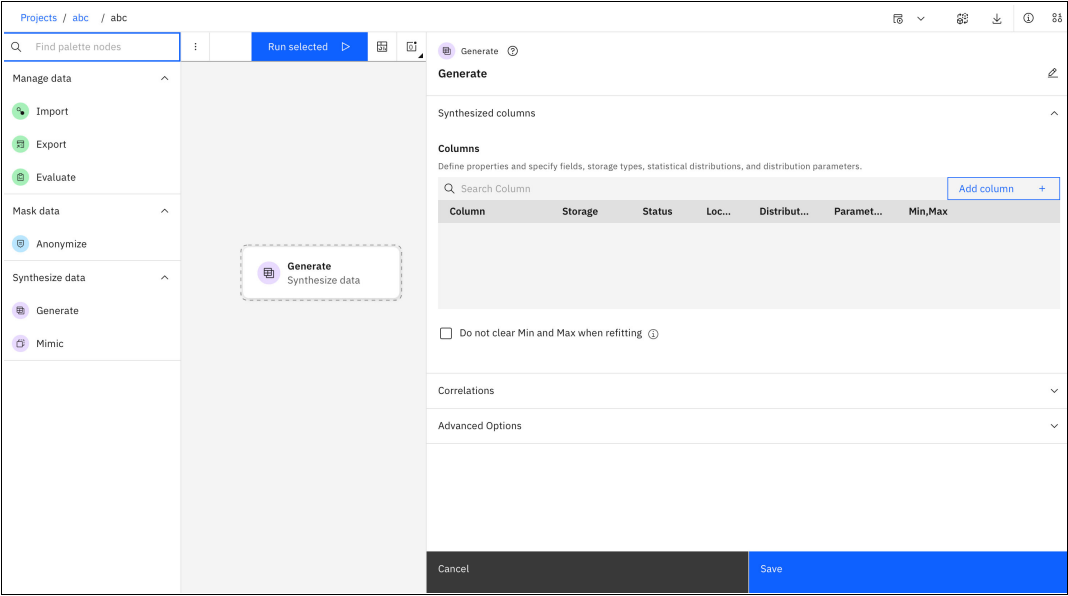 Projects / abc / abc
Find palette nodes
Run selected
Manage data
Import
Export
Evaluate
Mask data
Anonymize
Synthesize data
Generate
Mimic
Generate
Synthesize data
Generate
Generate
Synthesized columns
Columns
Define properties and specify fields, storage types, statistical distributions, and distribution parameters.
Search Column
Add column +
Column Storage Status Loc... Distribut... Paramet... Min,Max
Do not clear Min and Max when refitting
Correlations
Advanced Options
Cancel
Save